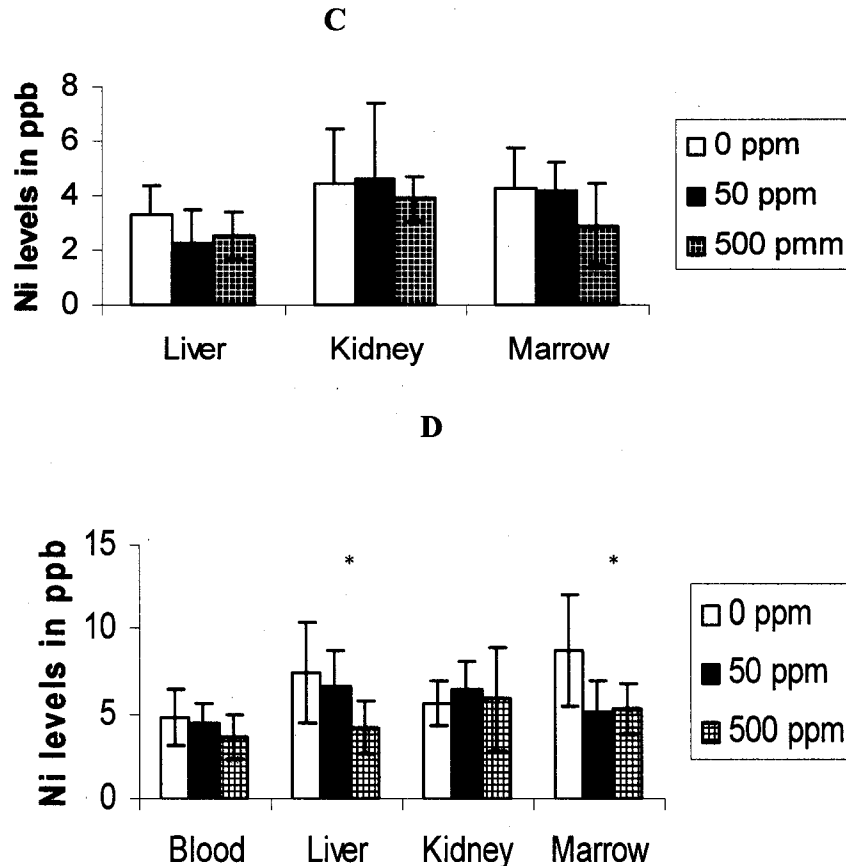 C
Ni levels in ppb
8
6
4
2
0
Liver Kidney Marrow
0 ppm
50 ppm
500 pmm
D
Ni levels in ppb
15
10
5
0
* *
Blood Liver Kidney Marrow
0 ppm
50 ppm
500 ppm